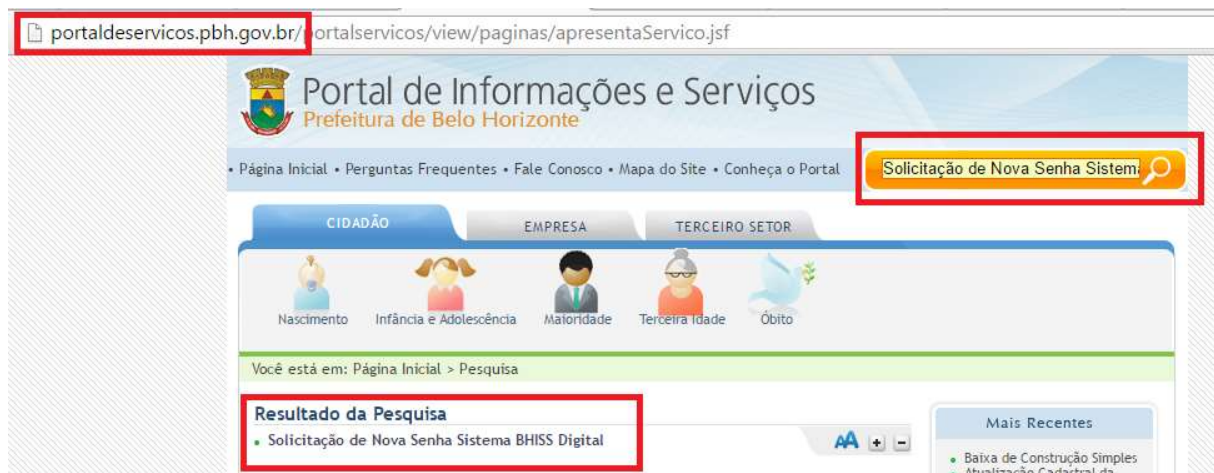 portaldeservicos.pbh.gov.br/portalservicos/view/paginas/apresentaServico.jsf
Portal de Informações e Serviços
Prefeitura de Belo Horizonte
• Página Inicial • Perguntas Frequentes • Fale Conosco • Mapa do Site • Conheça o Portal
Solicitação de Nova Senha Sistema
CIDADÃO EMPRESA TERCEIRO SETOR
Nascimento Infância e Adolescência Maioridade Terceira Idade Óbito
Você está em: Página Inicial > Pesquisa
Resultado da Pesquisa
• Solicitação de Nova Senha Sistema BHISS Digital
AA + -
Mais Recentes
• Baixa de Construção Simples
• Atualização Cadastral da